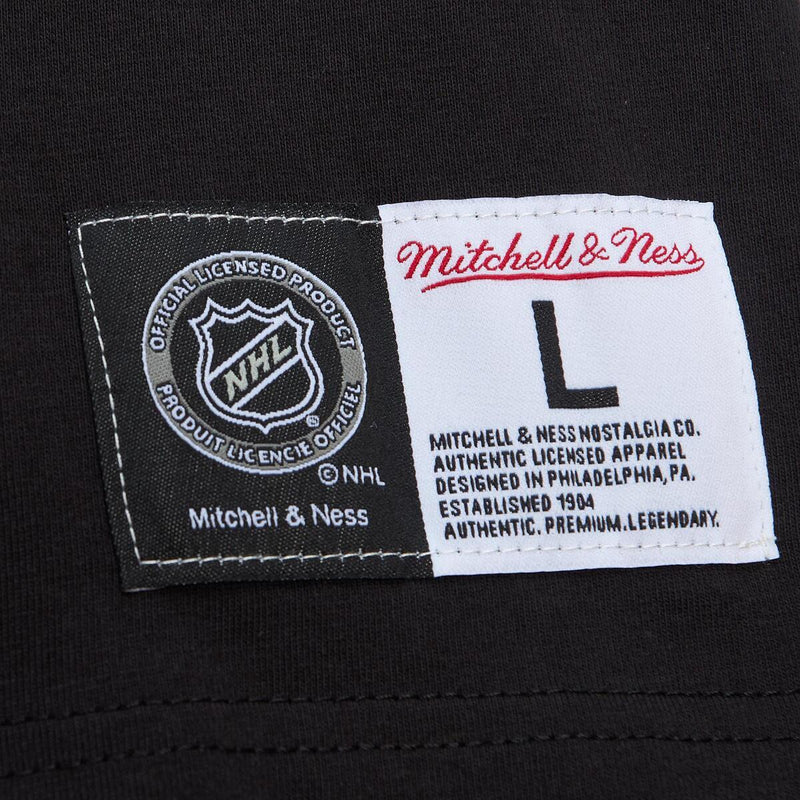 OFFICIAL LICENSED PRODUCT
NHL
®
PRODUIT LICENCIE OFFICIEL
© NHL
Mitchell & Ness
Mitchell & Ness
L
MITCHELL & NESS NOSTALGIA CO.
AUTHENTIC LICENSED APPAREL
DESIGNED IN PHILADELPHIA, PA.
ESTABLISHED 1904
AUTHENTIC. PREMIUM. LEGENDARY.